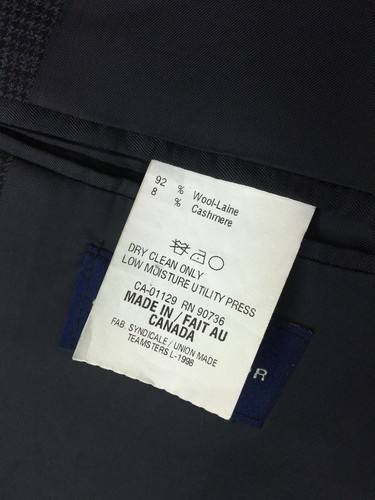 92 % Wool-Laine
8 % Cashmere
DRY CLEAN ONLY
LOW MOISTURE UTILITY PRESS
CA-01129 RN 90736
MADE IN / FAIT AU
CANADA
FAB SYNDICALE / UNION MADE
TEAMSTERS L-1998
R